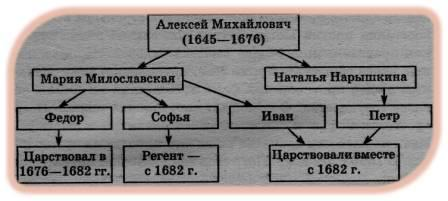 Алексей Михайлович
(1645—1676)
Мария Милославская
Наталья Нарышкина
Федор
Софья
Иван
Петр
Царствовал в
1676—1682 гг.
Регент —
с 1682 г.
Царствовали вместе
с 1682 г.